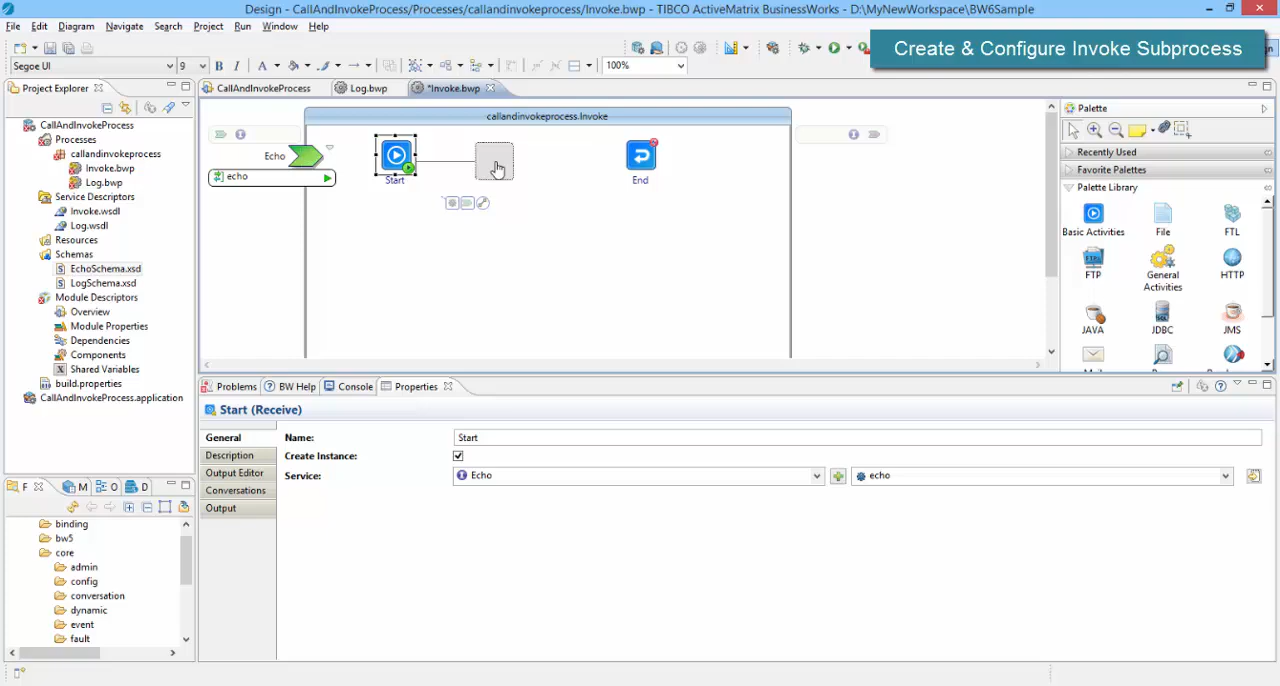 Design - CallAndInvokeProcess/Processes/callandinvokeprocess/Invoke.bwp - TIBCO ActiveMatrix BusinessWorks - D:\MyNewWorkspace\BW6Sample
File Edit Diagram Navigate Search Project Run Window Help
Create & Configure Invoke Subprocess
Segoe UI 9 B I A 100%
Project Explorer
CallAndInvokeProcess
Processes
callandinvokeprocess
Invoke.bwp
Log.bwp
Service Descriptors
Invoke.wsdl
Log.wsdl
Resources
Schemas
EchoSchema.xsd
LogSchema.xsd
Module Descriptors
Overview
Module Properties
Dependencies
Components
Shared Variables
build.properties
CallAndInvokeProcess.application
F M O D
binding
bw5
core
admin
config
conversation
dynamic
event
fault
CallAndInvokeProcess Log.bwp *Invoke.bwp
callandinvokeprocess.Invoke
Echo
echo
Start
End
Palette
Recently Used
Favorite Palettes
Palette Library
Basic Activities File FTL
FTP General Activities HTTP
JAVA JDBC JMS
Problems BW Help Console Properties
Start (Receive)
General
Description
Output Editor
Conversations
Output
Name: Start
Create Instance:
Service: Echo echo